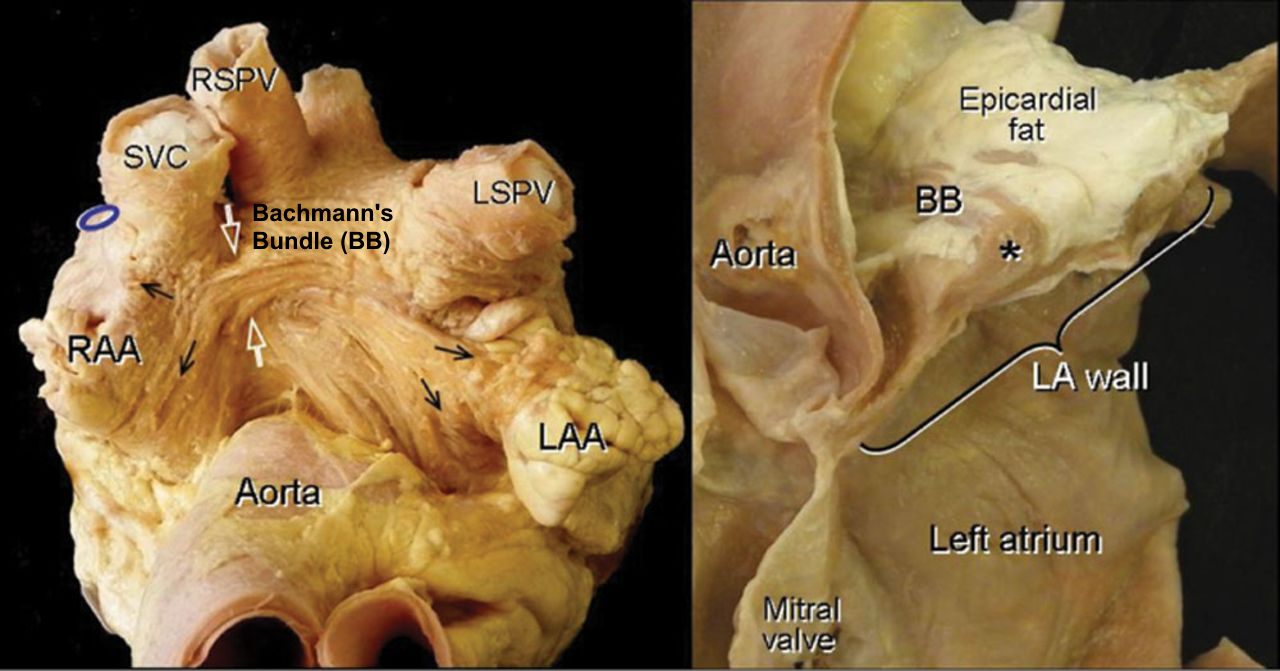 RSPV
SVC
LSPV
Bachmann's
Bundle (BB)
RAA
LAA
Aorta
Epicardial
fat
BB
Aorta
*
LA wall
Left atrium
Mitral
valve